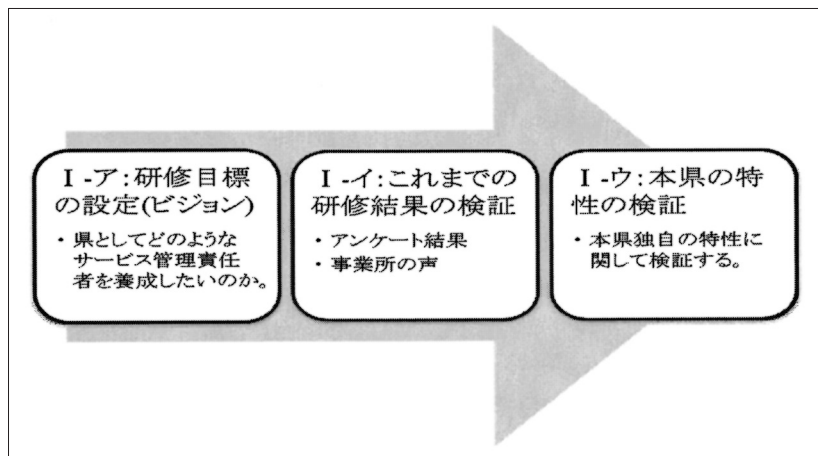 Ⅰ-ア:研修目標
の設定(ビジョン)
・県としてどのような
サービス管理責任
者を養成したいのか。
Ⅰ-イ:これまでの
研修結果の検証
・アンケート結果
・事業所の声
Ⅰ-ウ:本県の特
性の検証
・本県独自の特性に
関して検証する。